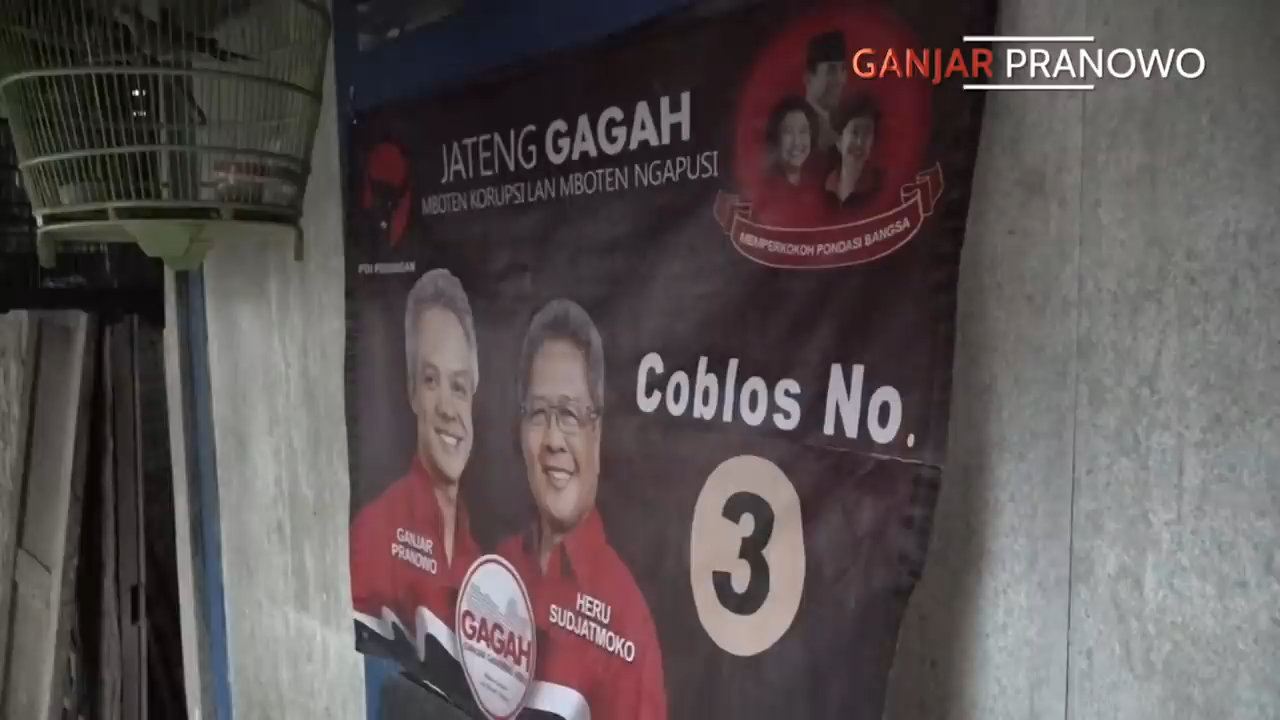 GANJAR PRANOWO
JATENG GAGAH
MBOTEN KORUPSI LAN MBOTEN NGAPUSI
MEMPERKOKOH PONDASI BANGSA
PDI PERJUANGAN
Coblos No.
3
GANJAR
PRANOWO
HERU
SUDJATMOKO
GAGAH